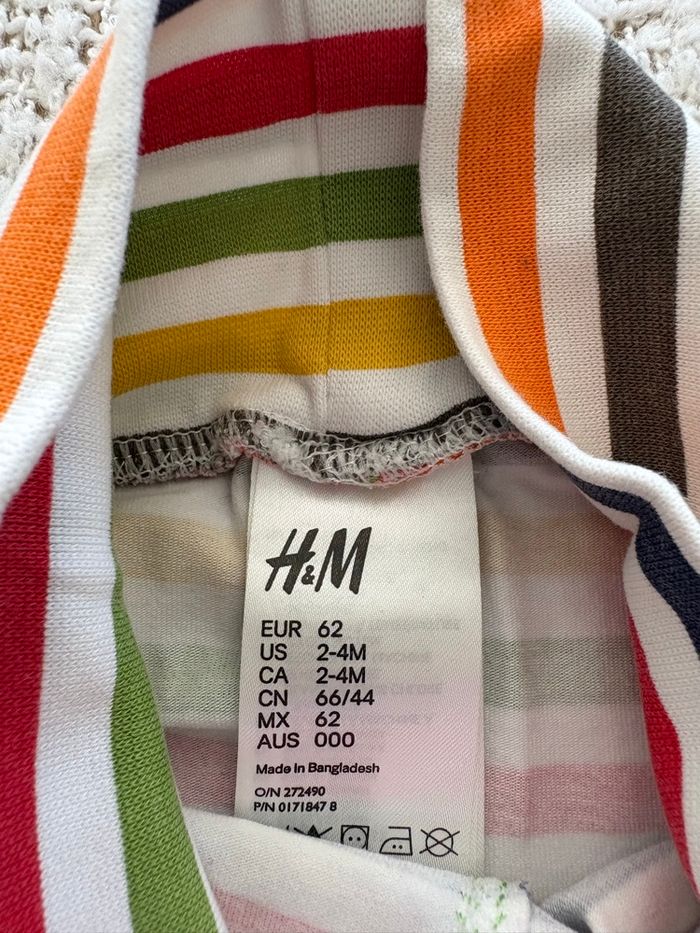 H&M
EUR 62
US 2-4M
CA 2-4M
CN 66/44
MX 62
AUS 000
Made in Bangladesh
O/N 272490
P/N 0171847 8